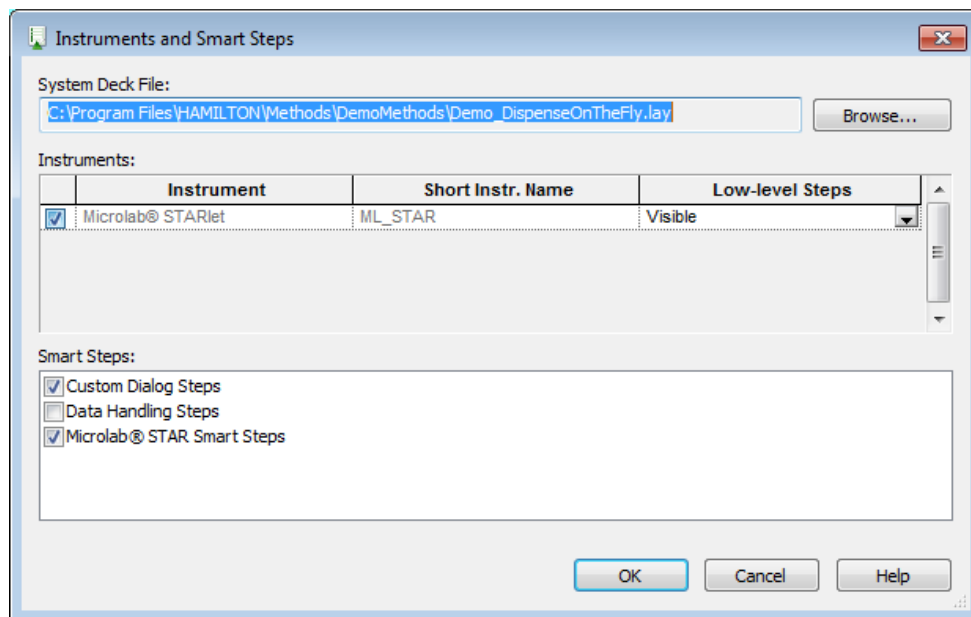 Instruments and Smart Steps
System Deck File:
C:\Program Files\HAMILTON\Methods\DemoMethods\Demo_DispenseOnTheFly.lay
Browse...
Instruments:
Instrument Short Instr. Name Low-level Steps
Microlab® STARlet ML_STAR Visible
Smart Steps:
Custom Dialog Steps
Data Handling Steps
Microlab® STAR Smart Steps
OK Cancel Help